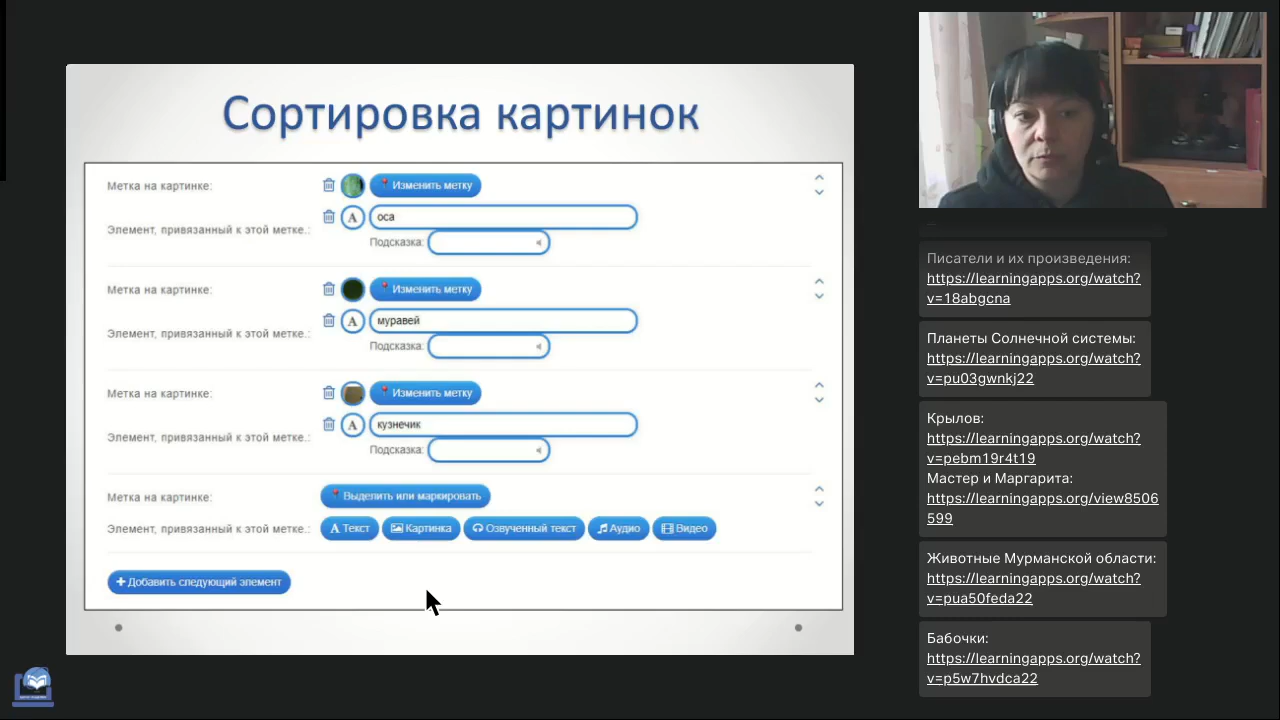 Сортировка картинок
Метка на картинке:
Изменить метку
Элемент, привязанный к этой метке.:
A
оса
Подсказка:
Метка на картинке:
Изменить метку
Элемент, привязанный к этой метке.:
A
муравей
Подсказка:
Метка на картинке:
Изменить метку
Элемент, привязанный к этой метке.:
A
кузнечик
Подсказка:
Метка на картинке:
Выделить или маркировать
Элемент, привязанный к этой метке.:
A Текст
Картинка
Озвученный текст
Аудио
Видео
+ Добавить следующий элемент
Писатели и их произведения:
https://learningapps.org/watch?
v=18abgcna
Планеты Солнечной системы:
https://learningapps.org/watch?
v=pu03gwnkj22
Крылов:
https://learningapps.org/watch?
v=pebm19r4t19
Мастер и Маргарита:
https://learningapps.org/view8506
599
Животные Мурманской области:
https://learningapps.org/watch?
v=pua50feda22
Бабочки:
https://learningapps.org/watch?
v=p5w7hvdca22